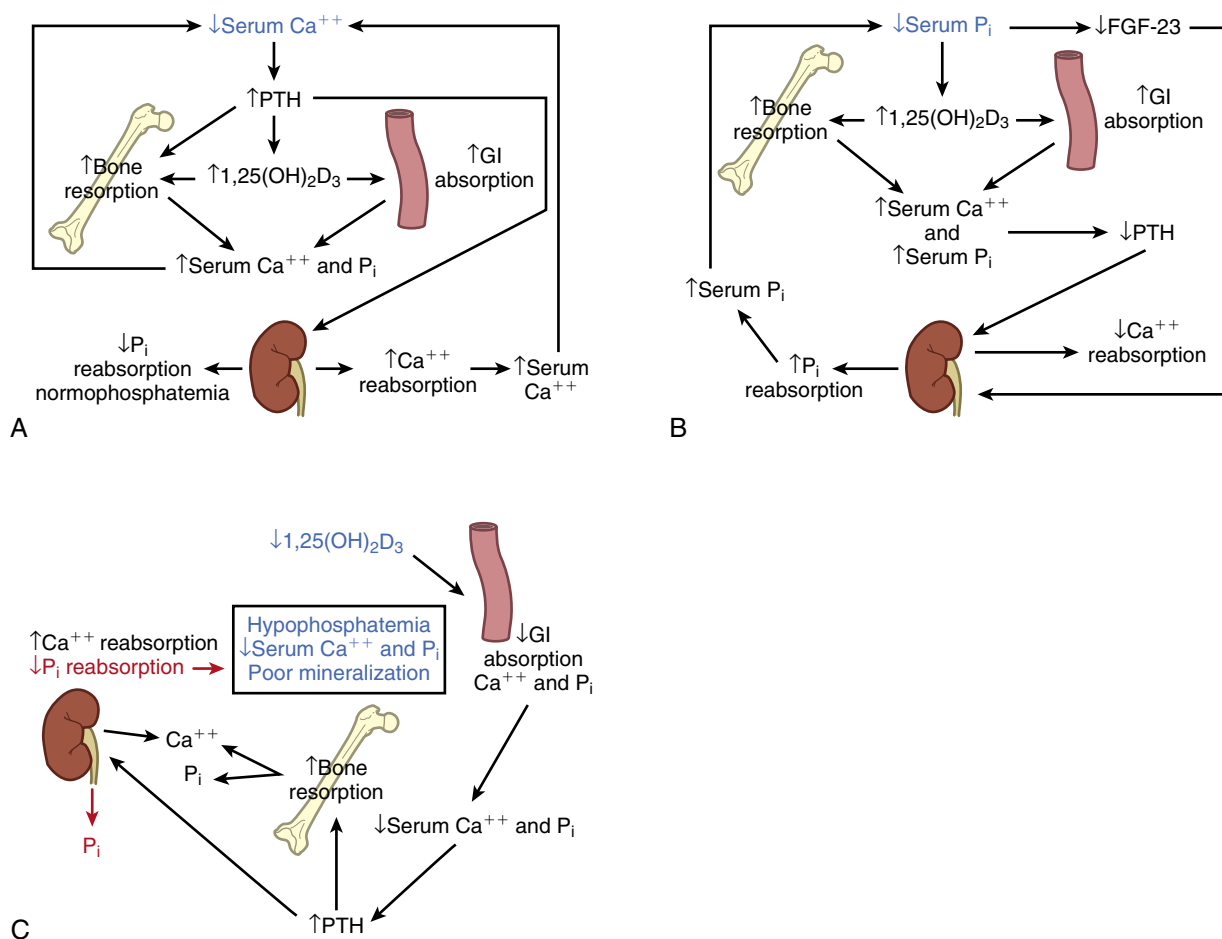 ↓Serum Ca⁺⁺
↑PTH
↑Bone
resorption
↑1,25(OH)₂D₃
↑GI
absorption
↑Serum Ca⁺⁺ and Pᵢ
↓Pᵢ
reabsorption
normophosphatemia
↑Ca⁺⁺
reabsorption
↑Serum
Ca⁺⁺
A
↓Serum Pᵢ
↓FGF-23
↑Bone
resorption
↑1,25(OH)₂D₃
↑GI
absorption
↑Serum Ca⁺⁺
and
↑Serum Pᵢ
↓PTH
↑Serum Pᵢ
↑Pᵢ
reabsorption
↓Ca⁺⁺
reabsorption
B
↓1,25(OH)₂D₃
↑Ca⁺⁺ reabsorption
↓Pᵢ reabsorption
Hypophosphatemia
↓Serum Ca⁺⁺ and Pᵢ
Poor mineralization
↓GI
absorption
Ca⁺⁺ and Pᵢ
Ca⁺⁺
Pᵢ
↑Bone
resorption
↓Serum Ca⁺⁺ and Pᵢ
Pᵢ
↑PTH
C